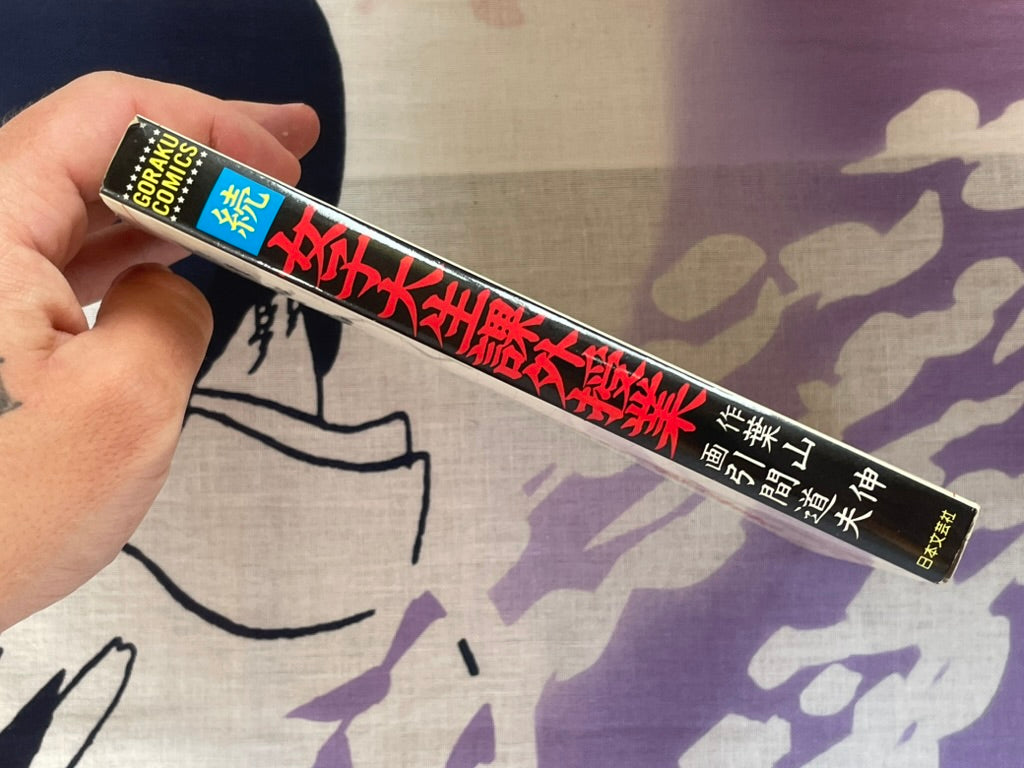 GORAKU
COMICS
続
女子大生課外授業
作 葉山 伸
画 引間道夫
日本文芸社